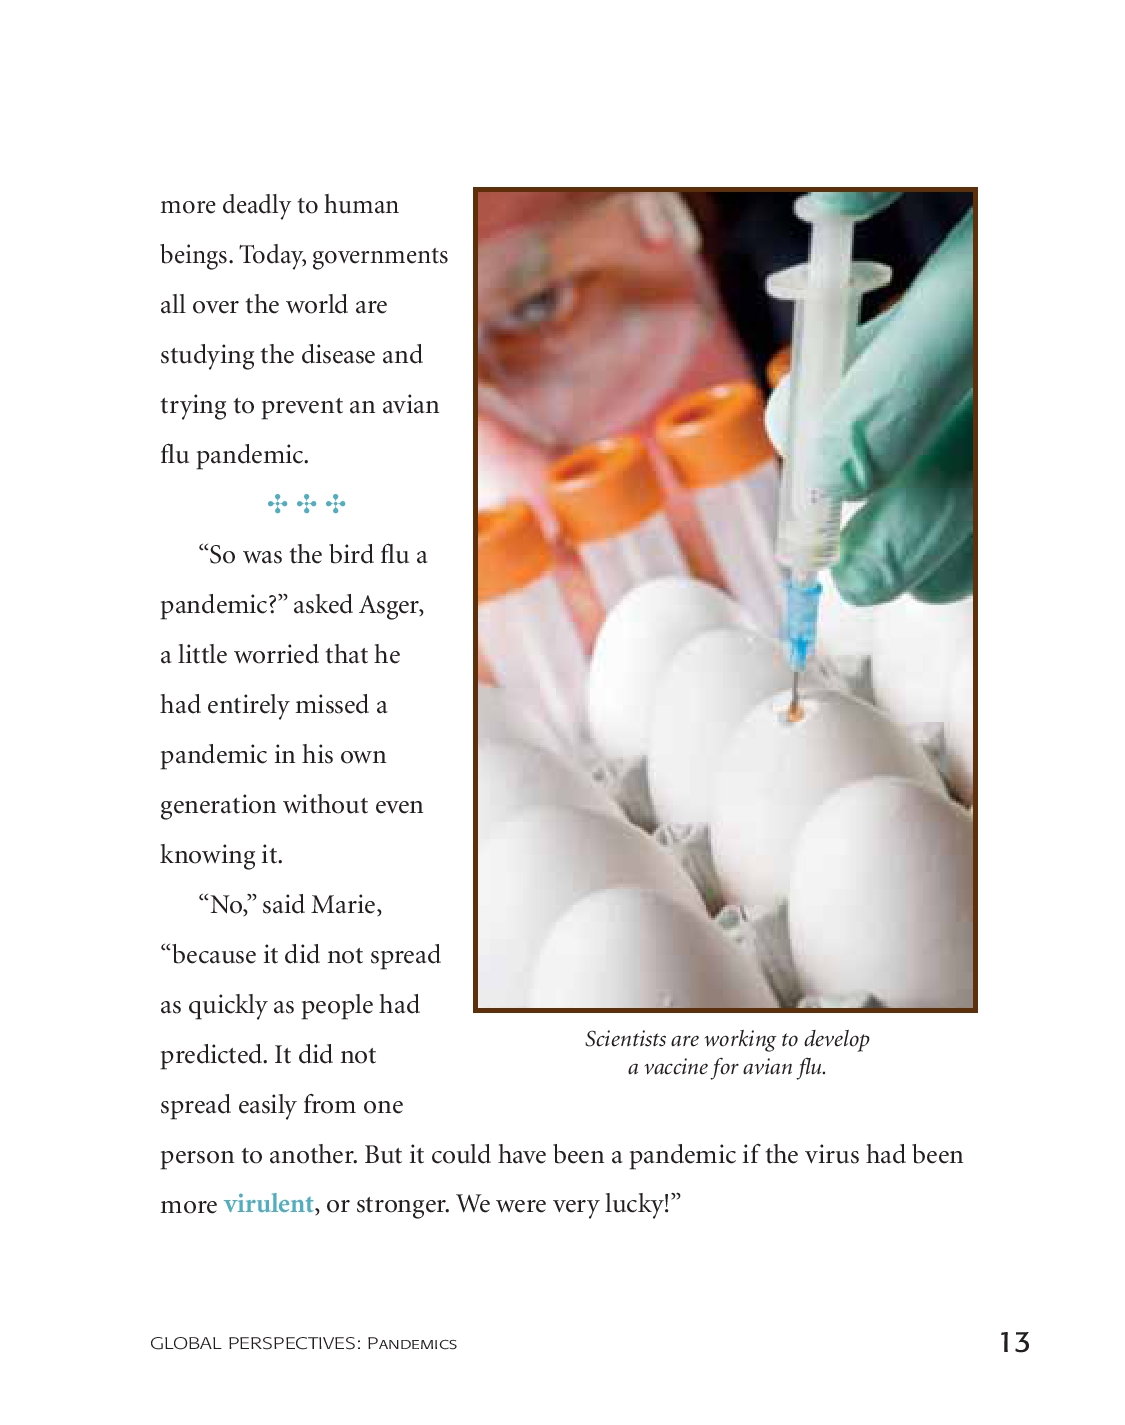 more deadly to human
beings. Today, governments
all over the world are
studying the disease and
trying to prevent an avian
flu pandemic.
“So was the bird flu a
pandemic?” asked Asger,
a little worried that he
had entirely missed a
pandemic in his own
generation without even
knowing it.
“No,” said Marie,
“because it did not spread
as quickly as people had
predicted. It did not
spread easily from one
person to another. But it could have been a pandemic if the virus had been
more virulent, or stronger. We were very lucky!”
Scientists are working to develop
a vaccine for avian flu.
GLOBAL PERSPECTIVES: Pandemics
13